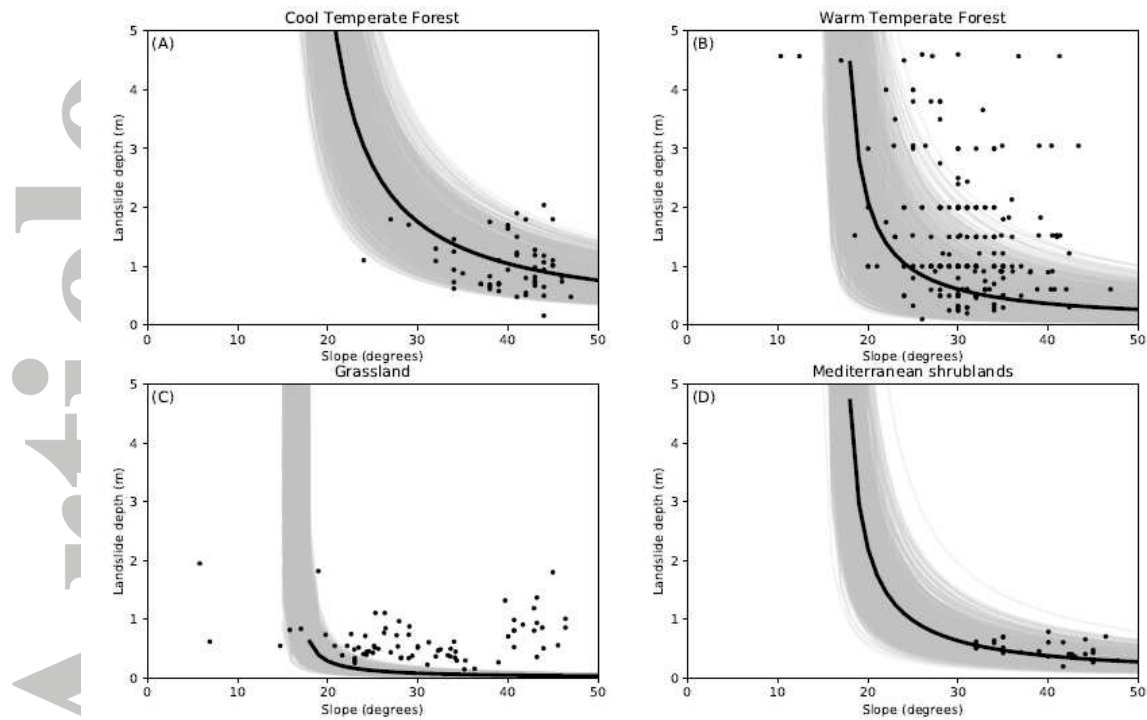 Cool Temperate Forest
(A)
Landslide depth (m)
5
4
3
2
1
0
0 10 20 30 40 50
Slope (degrees)
Warm Temperate Forest
(B)
Landslide depth (m)
5
4
3
2
1
0
0 10 20 30 40 50
Slope (degrees)
Grassland
(C)
Landslide depth (m)
5
4
3
2
1
0
0 10 20 30 40 50
Slope (degrees)
Mediterranean shrublands
(D)
Landslide depth (m)
5
4
3
2
1
0
0 10 20 30 40 50
Slope (degrees)